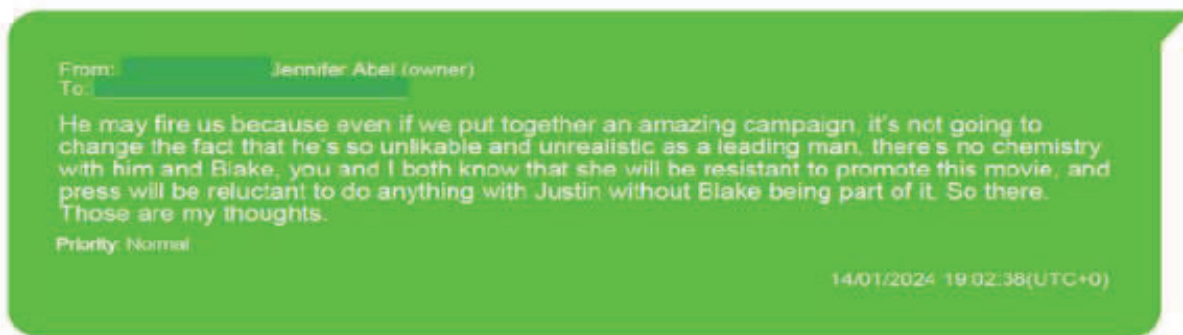 From: Jennifer Abel (owner)
To:
He may fire us because even if we put together an amazing campaign, it's not going to
change the fact that he's so unlikable and unrealistic as a leading man, there's no chemistry
with him and Blake, you and I both know that she will be resistant to promote this movie, and
press will be reluctant to do anything with Justin without Blake being part of it. So there.
Those are my thoughts.
Priority: Normal
14/01/2024 19:02:38(UTC+0)